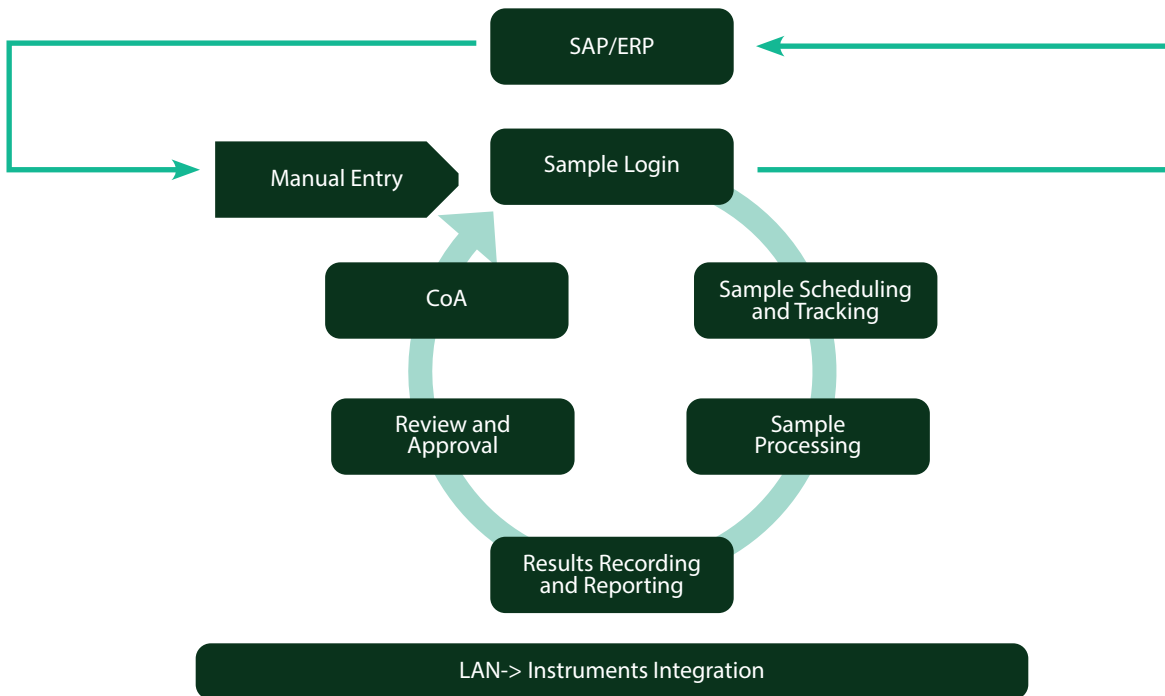 SAP/ERP
Manual Entry
Sample Login
CoA
Sample Scheduling
and Tracking
Review and
Approval
Sample
Processing
Results Recording
and Reporting
LAN-> Instruments Integration